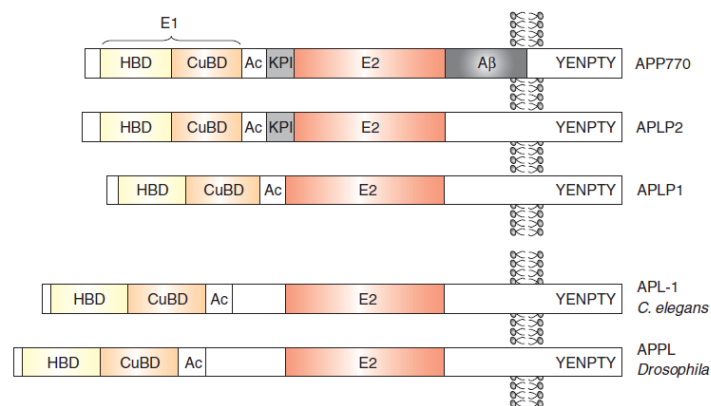 E1
HBD CuBD Ac KPI E2 Aβ YENPTY APP770
HBD CuBD Ac KPI E2 YENPTY APLP2
HBD CuBD Ac E2 YENPTY APLP1
HBD CuBD Ac E2 YENPTY APL-1
C. elegans
HBD CuBD Ac E2 YENPTY APPL
Drosophila